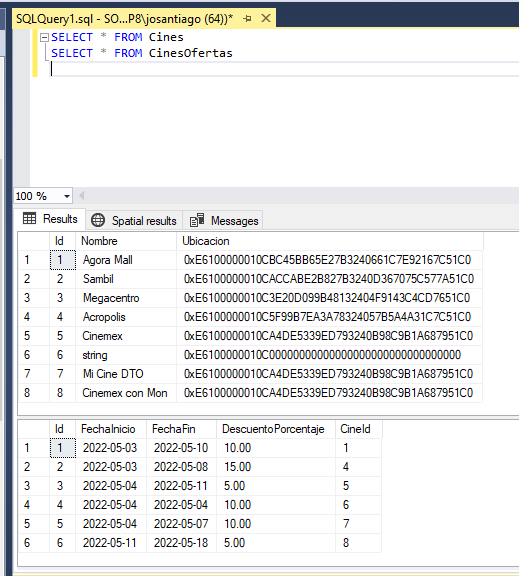 SQLQuery1.sql - SO...P8\josantiago (64))*
SELECT * FROM Cines
SELECT * FROM CinesOfertas
100 %
Results Spatial results Messages
Id Nombre Ubicacion
1 1 Agora Mall 0xE6100000010CBC45BB65E27B3240661C7E92167C51C0
2 2 Sambil 0xE6100000010CACCABE2B827B3240D367075C577A51C0
3 3 Megacentro 0xE6100000010C3E20D099B48132404F9143C4CD7651C0
4 4 Acropolis 0xE6100000010C5F99B7EA3A78324057B5A4A31C7C51C0
5 5 Cinemex 0xE6100000010CA4DE5339ED793240B98C9B1A687951C0
6 6 string 0xE6100000010C00000000000000000000000000000000
7 7 Mi Cine DTO 0xE6100000010CA4DE5339ED793240B98C9B1A687951C0
8 8 Cinemex con Mon 0xE6100000010CA4DE5339ED793240B98C9B1A687951C0
Id FechaInicio FechaFin DescuentoPorcentaje CineId
1 1 2022-05-03 2022-05-10 10.00 1
2 2 2022-05-03 2022-05-08 15.00 4
3 3 2022-05-04 2022-05-11 5.00 5
4 4 2022-05-04 2022-05-04 10.00 6
5 5 2022-05-04 2022-05-07 10.00 7
6 6 2022-05-11 2022-05-18 5.00 8